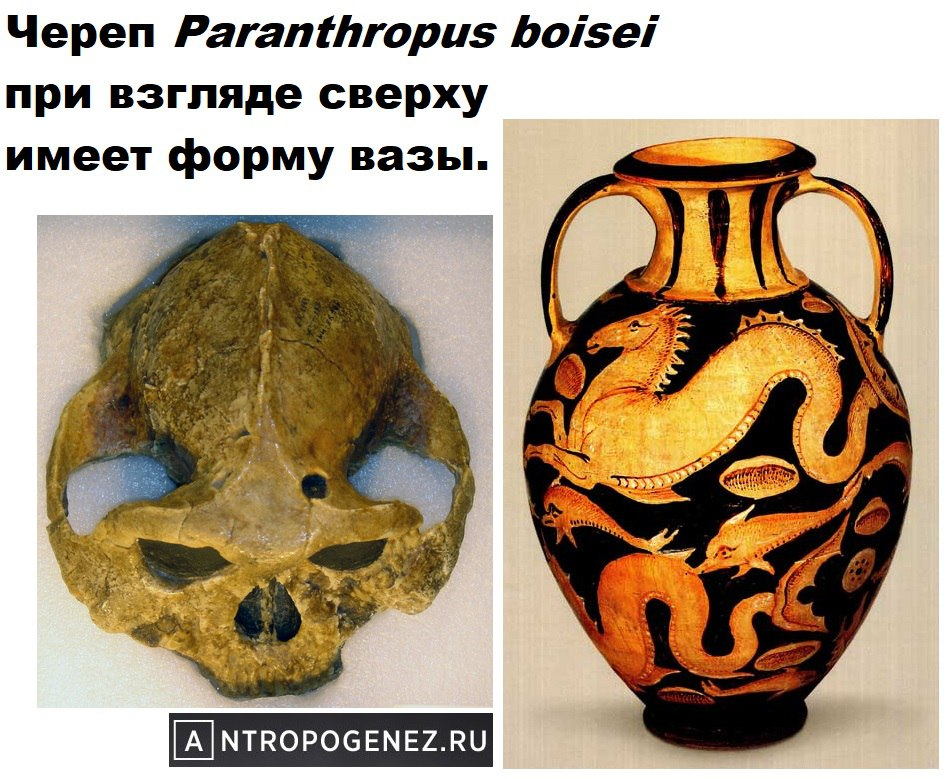 Череп Paranthropus boisei
при взгляде сверху
имеет форму вазы.
ANTROPOGENEZ.RU